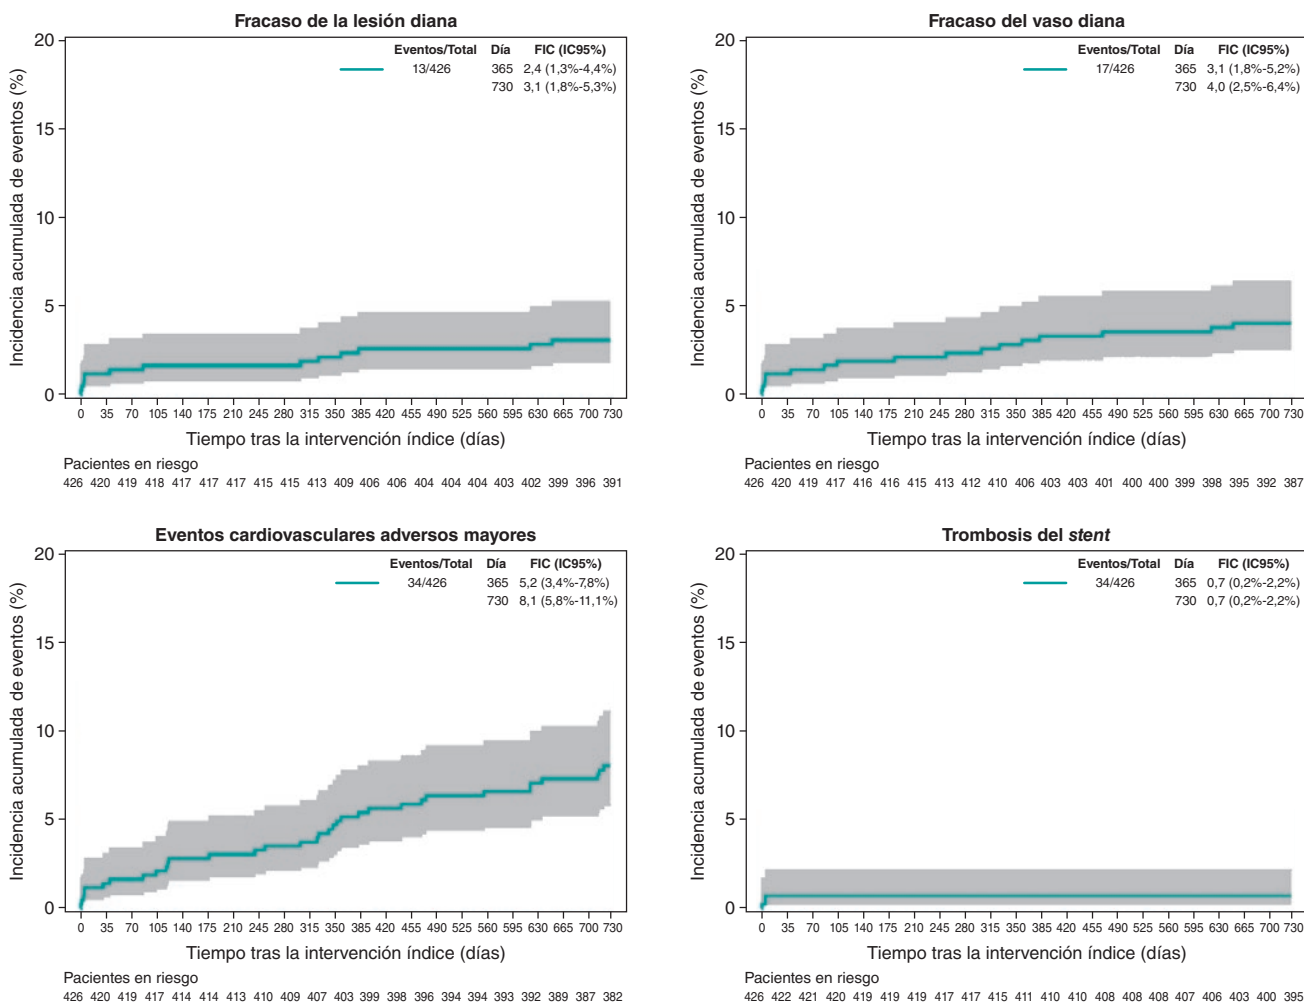 Fracaso de la lesión diana
Incidencia acumulada de eventos (%)
20
15
10
5
0
Eventos/Total Día FIC (IC95%)
13/426 365 2,4 (1,3%-4,4%)
730 3,1 (1,8%-5,3%)
0 35 70 105 140 175 210 245 280 315 350 385 420 455 490 525 560 595 630 665 700 730
Tiempo tras la intervención índice (días)
Pacientes en riesgo
426 420 419 418 417 417 417 415 415 413 409 406 406 404 404 404 403 402 399 396 391
Fracaso del vaso diana
Incidencia acumulada de eventos (%)
20
15
10
5
0
Eventos/Total Día FIC (IC95%)
17/426 365 3,1 (1,8%-5,2%)
730 4,0 (2,5%-6,4%)
0 35 70 105 140 175 210 245 280 315 350 385 420 455 490 525 560 595 630 665 700 730
Tiempo tras la intervención índice (días)
Pacientes en riesgo
426 420 419 417 416 416 415 413 412 410 406 403 403 401 400 400 399 398 395 392 387
Eventos cardiovasculares adversos mayores
Incidencia acumulada de eventos (%)
20
15
10
5
0
Eventos/Total Día FIC (IC95%)
34/426 365 5,2 (3,4%-7,8%)
730 8,1 (5,8%-11,1%)
0 35 70 105 140 175 210 245 280 315 350 385 420 455 490 525 560 595 630 665 700 730
Tiempo tras la intervención índice (días)
Pacientes en riesgo
426 420 419 417 414 414 413 410 409 407 403 399 398 396 394 393 392 389 387 382
Trombosis del stent
Incidencia acumulada de eventos (%)
20
15
10
5
0
Eventos/Total Día FIC (IC95%)
34/426 365 0,7 (0,2%-2,2%)
730 0,7 (0,2%-2,2%)
0 35 70 105 140 175 210 245 280 315 350 385 420 455 490 525 560 595 630 665 700 730
Tiempo tras la intervención índice (días)
Pacientes en riesgo
426 422 421 420 419 419 417 417 415 411 410 410 408 408 408 407 406 403 400 395